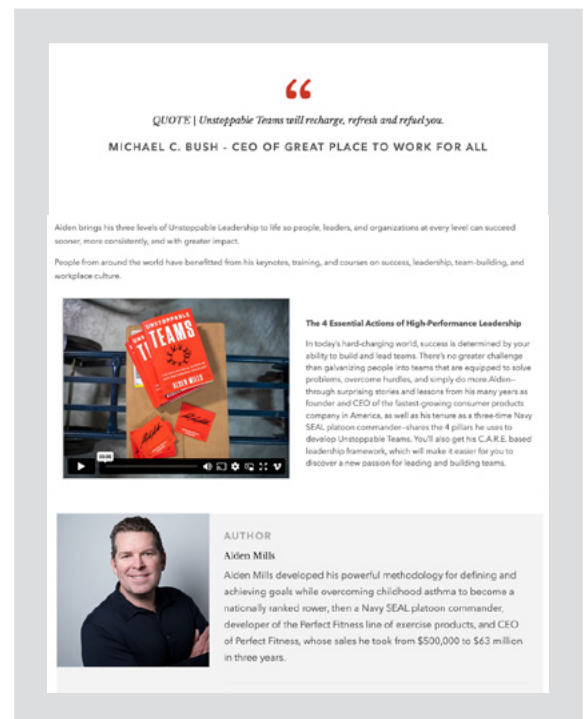 “
QUOTE | Unstoppable Teams will recharge, refresh and refuel you.
MICHAEL C. BUSH - CEO OF GREAT PLACE TO WORK FOR ALL
Aiden brings his three levels of Unstoppable Leadership to life so people, leaders, and organizations at every level can succeed
sooner, more consistently, and with greater impact.
People from around the world have benefitted from his keynotes, training, and courses on success, leadership, team-building, and
workplace culture.
UNSTOPPABLE
TEAMS
ALDEN MILLS
00:00
The 4 Essential Actions of High-Performance Leadership
In today's hard-charging world, success is determined by your
ability to build and lead teams. There's no greater challenge
than galvanizing people into teams that are equipped to solve
problems, overcome hurdles, and simply do more.Aiden—
through surprising stories and lessons from his many years as
founder and CEO of the fastest-growing consumer products
company in America, as well as his tenure as a three-time Navy
SEAL platoon commander—shares the 4 pillars he uses to
develop Unstoppable Teams. You'll also get his C.A.R.E. based
leadership framework, which will make it easier for you to
discover a new passion for leading and building teams.
AUTHOR
Aiden Mills
Aiden Mills developed his powerful methodology for defining and
achieving goals while overcoming childhood asthma to become a
nationally ranked rower, then a Navy SEAL platoon commander,
developer of the Perfect Fitness line of exercise products, and CEO
of Perfect Fitness, whose sales he took from $500,000 to $63 million
in three years.